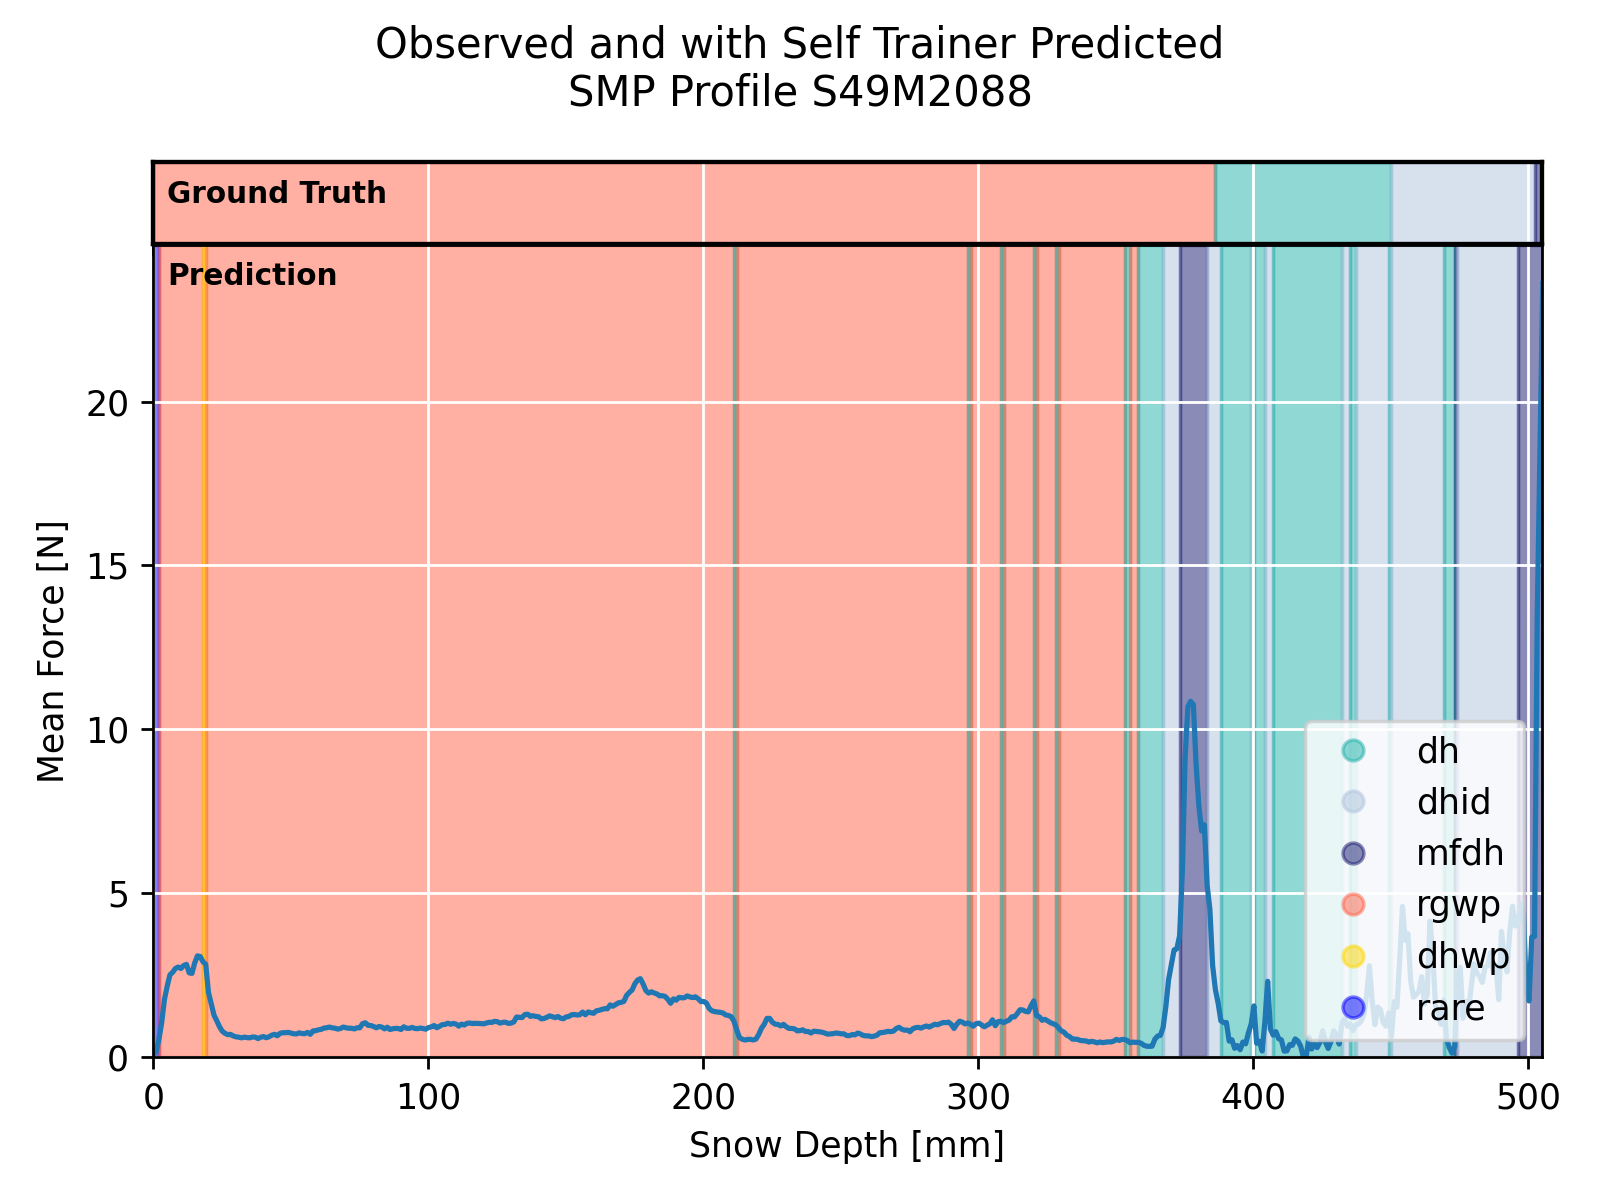 Observed and with Self Trainer Predicted
SMP Profile S49M2088
Ground Truth
Prediction
20
15
10
5
0
Mean Force [N]
dh
dhid
mfdh
rgwp
dhwp
rare
0 100 200 300 400 500
Snow Depth [mm]